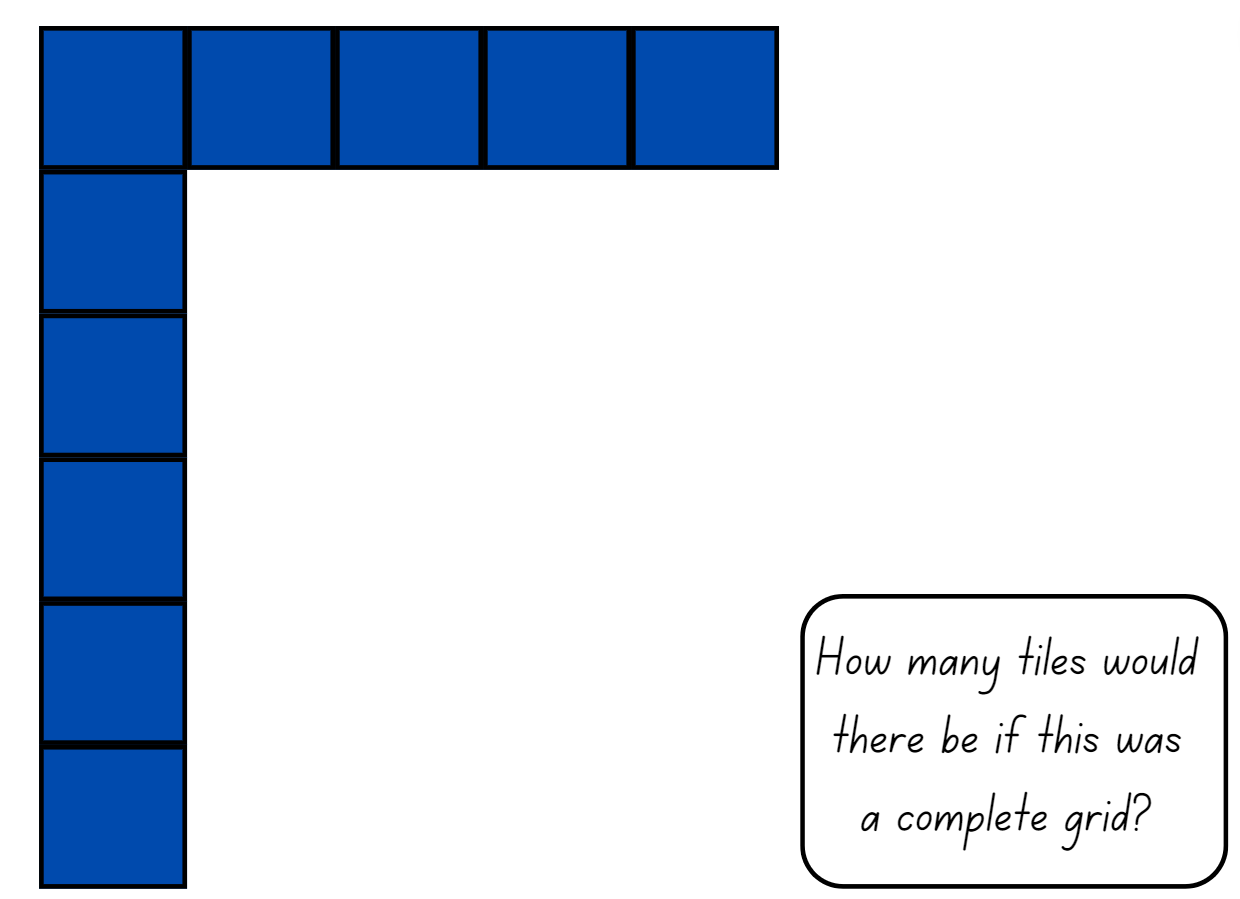 How many tiles would
there be if this was
a complete grid?